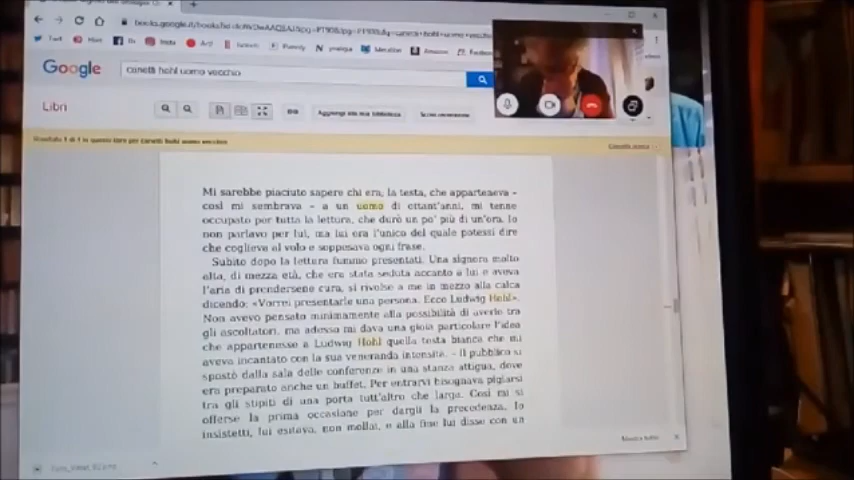 Google
canetti hohl uomo vecchio
Libri
Aggiungi alla mia biblioteca
Mi sarebbe piaciuto sapere chi era, la testa, che apparteneva –
così mi sembrava – a un uomo di ottant'anni, mi tenne
occupato per tutta la lettura, che durò un po' più di un'ora. Io
non parlavo per lui, ma lui era l'unico del quale potessi dire
che coglieva al volo e soppesava ogni frase.
Subito dopo la lettura fummo presentati. Una signora molto
alta, di mezza età, che era stata seduta accanto a lui e aveva
l'aria di prendersene cura, si rivolse a me in mezzo alla calca
dicendo: «Vorrei presentarle una persona. Ecco Ludwig Hohl».
Non avevo pensato minimamente alla possibilità di averlo tra
gli ascoltatori, ma adesso mi dava una gioia particolare l'idea
che appartenesse a Ludwig Hohl quella testa bianca che mi
aveva incantato con la sua veneranda intensità. – Il pubblico si
spostò dalla sala delle conferenze in una stanza attigua, dove
era preparato anche un buffet. Per entrarvi bisognava pigiarsi
tra gli stipiti di una porta tutt'altro che larga. Così mi si
offerse la prima occasione per dargli la precedenza. Io
insistetti, lui esitava, non mollai, e alla fine lui disse con un
Mostra tutto